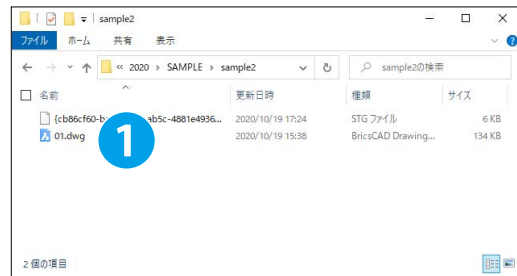 sample2
ファイル ホーム 共有 表示
« 2020 › SAMPLE › sample2
sample2の検索
名前 更新日時 種類 サイズ
2020/10/19 17:24 STG ファイル 6 KB
01.dwg 2020/10/19 15:38 BricsCAD Drawing... 134 KB
1
2 個の項目